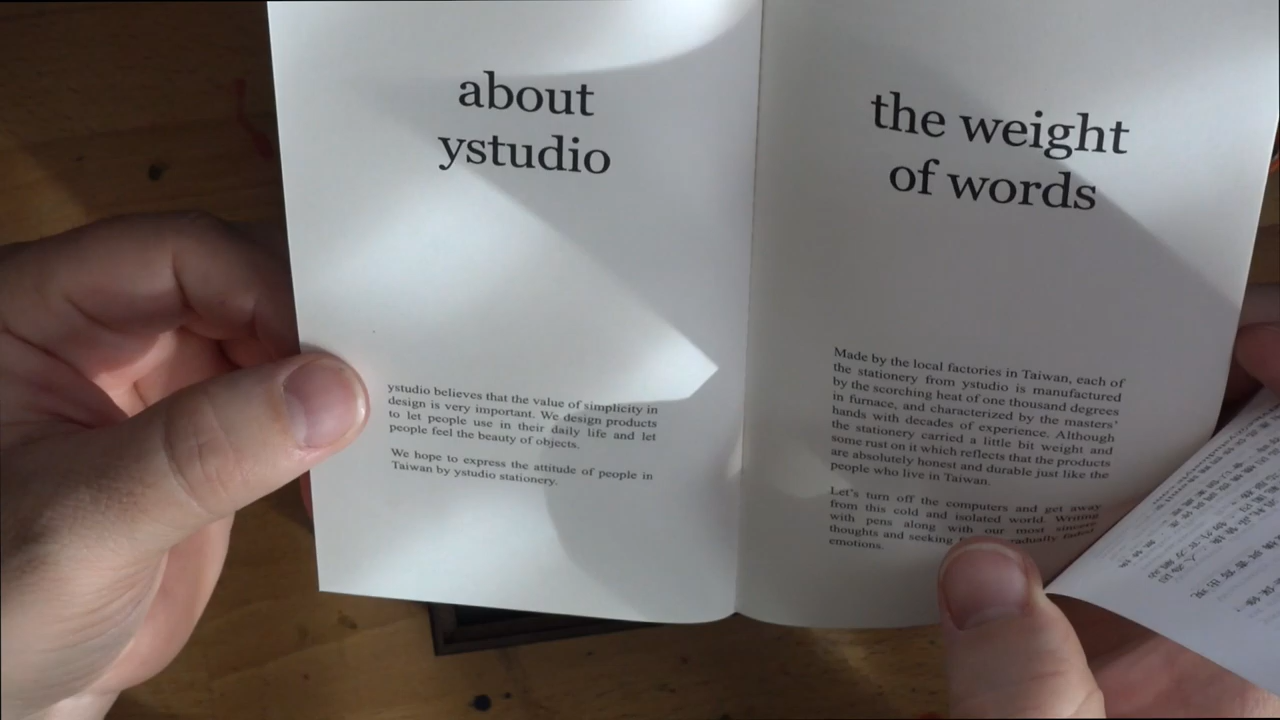 about
ystudio
ystudio believes that the value of simplicity in
design is very important. We design products
to let people use in their daily life and let
people feel the beauty of objects.
We hope to express the attitude of people in
Taiwan by ystudio stationery.
the weight
of words
Made by the local factories in Taiwan, each of
the stationery from ystudio is manufactured
by the scorching heat of one thousand degrees
in furnace, and characterized by the masters'
hands with decades of experience. Although
the stationery carried a little bit weight and
some rust on it which reflects that the products
are absolutely honest and durable just like the
people who live in Taiwan.
Let's turn off the computers and get away
from this cold and isolated world. Writing
with pens along with our most sincere
thoughts and seeking faded
emotions.